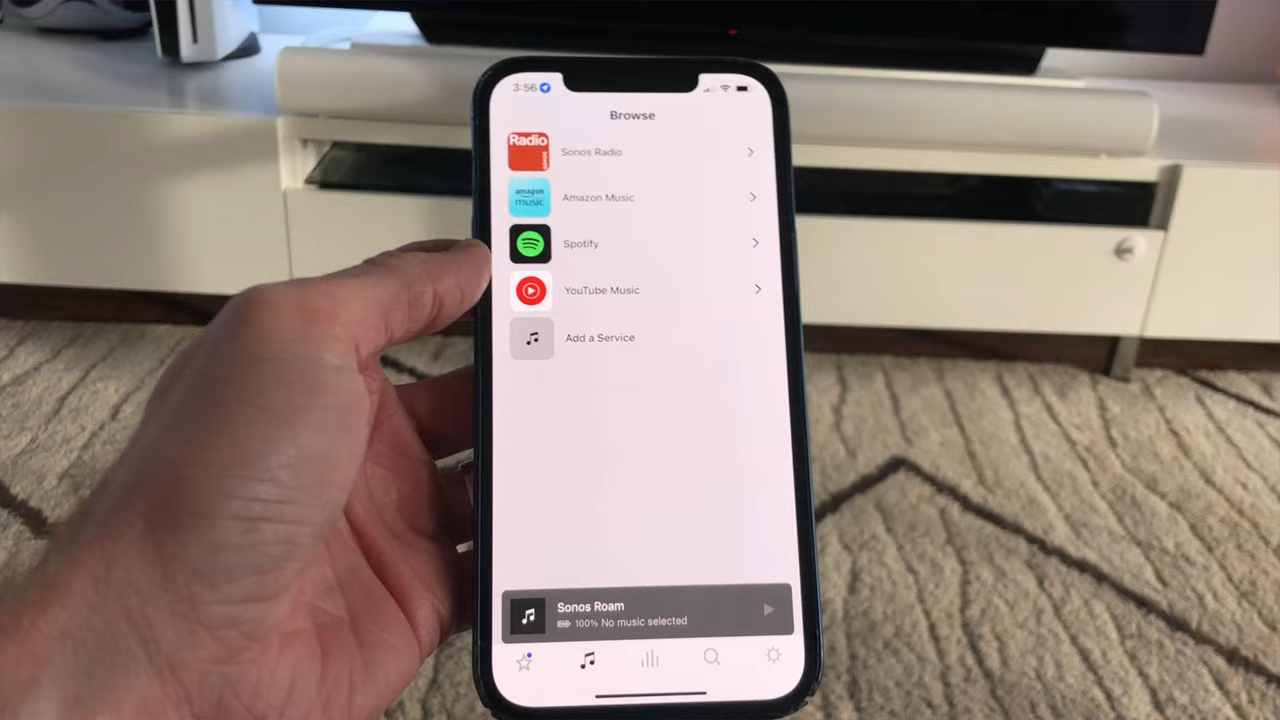 3:56
Browse
Radio
SONOS
Sonos Radio
amazon
music
Amazon Music
Spotify
YouTube Music
Add a Service
Sonos Roam
100% No music selected